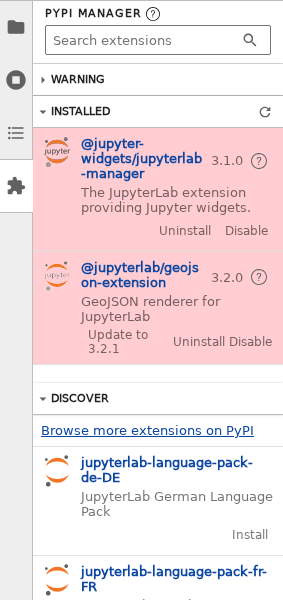 PYPI MANAGER ?
Search extensions
WARNING
INSTALLED
@jupyter-
widgets/jupyterlab
-manager
3.1.0 ?
jupyter
The JupyterLab extension
providing Jupyter widgets.
Uninstall Disable
@jupyterlab/geojs
on-extension
3.2.0 ?
jupyter
GeoJSON renderer for
JupyterLab
Update to
3.2.1
Uninstall Disable
DISCOVER
Browse more extensions on PyPI
jupyterlab-language-pack-
de-DE
JupyterLab German Language
Pack
Install
jupyterlab-language-pack-fr-
FR